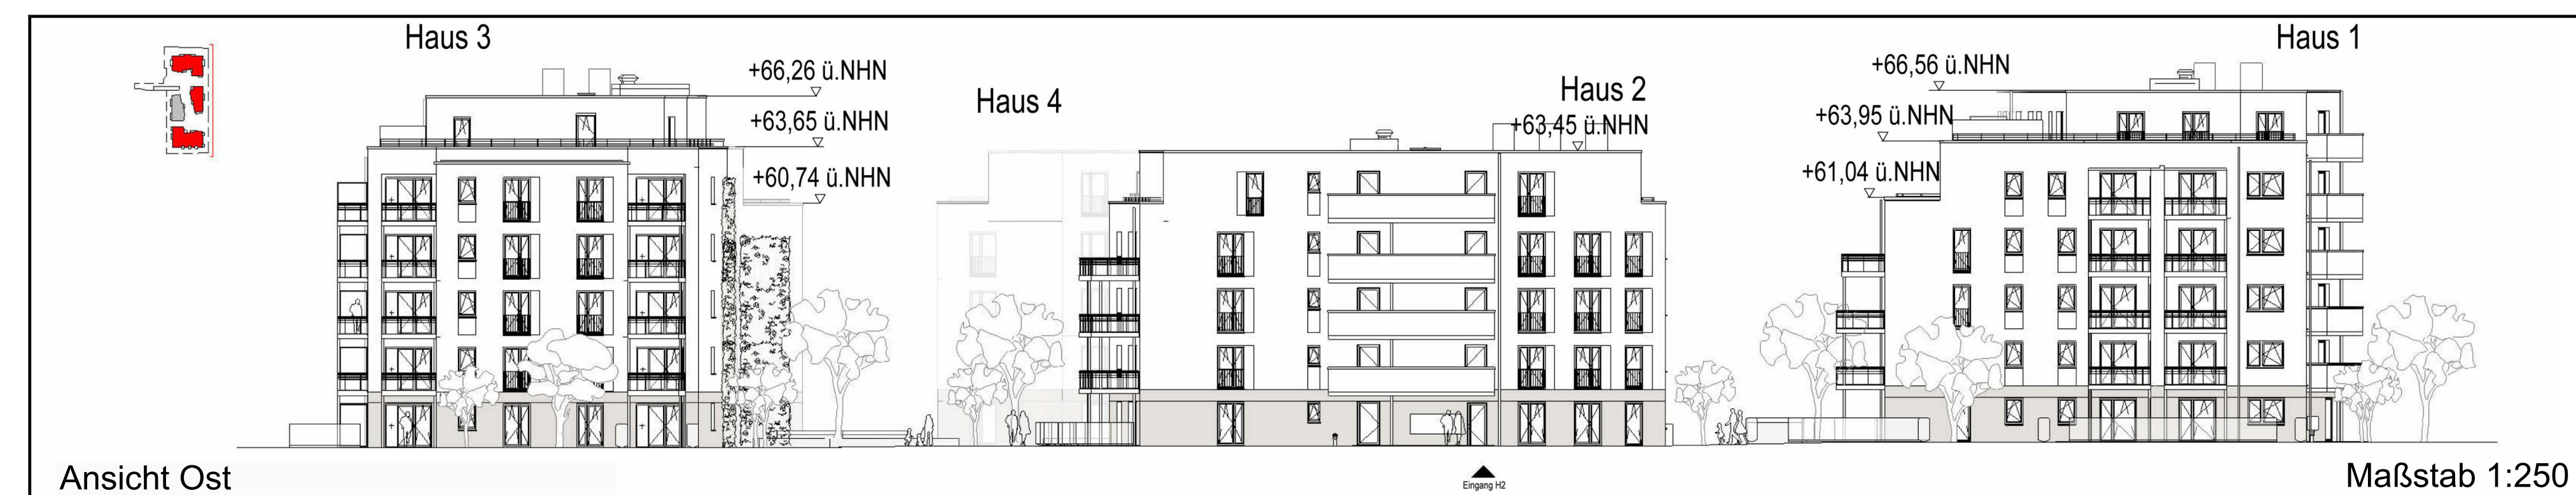 Haus 3
+66,26 ü.NHN
+63,65 ü.NHN
+60,74 ü.NHN
Haus 4
Haus 2
+63,45 ü.NHN
Haus 1
+66,56 ü.NHN
+63,95 ü.NHN
+61,04 ü.NHN
Eingang H2
Ansicht Ost
Maßstab 1:250